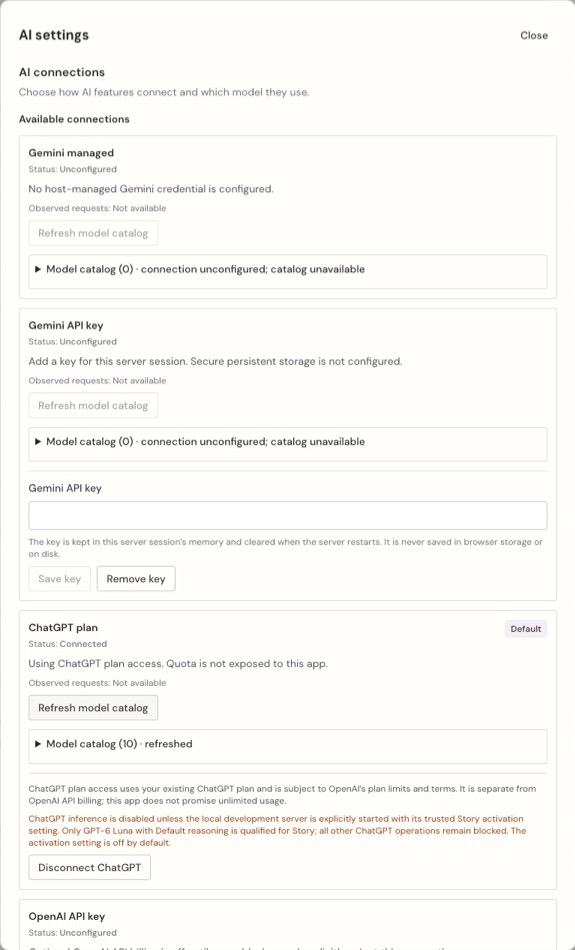 AI settings
Close
AI connections
Choose how AI features connect and which model they use.
Available connections
Gemini managed
Status: Unconfigured
No host-managed Gemini credential is configured.
Observed requests: Not available
Refresh model catalog
▶ Model catalog (0) · connection unconfigured; catalog unavailable
Gemini API key
Status: Unconfigured
Add a key for this server session. Secure persistent storage is not configured.
Observed requests: Not available
Refresh model catalog
▶ Model catalog (0) · connection unconfigured; catalog unavailable
Gemini API key
The key is kept in this server session's memory and cleared when the server restarts. It is never saved in browser storage or
on disk.
Save key
Remove key
ChatGPT plan
Default
Status: Connected
Using ChatGPT plan access. Quota is not exposed to this app.
Observed requests: Not available
Refresh model catalog
▶ Model catalog (10) · refreshed
ChatGPT plan access uses your existing ChatGPT plan and is subject to OpenAI's plan limits and terms. It is separate from
OpenAI API billing; this app does not promise unlimited usage.
ChatGPT inference is disabled unless the local development server is explicitly started with its trusted Story activation
setting. Only GPT-6 Luna with Default reasoning is qualified for Story; all other ChatGPT operations remain blocked. The
activation setting is off by default.
Disconnect ChatGPT
OpenAI API key
Status: Unconfigured